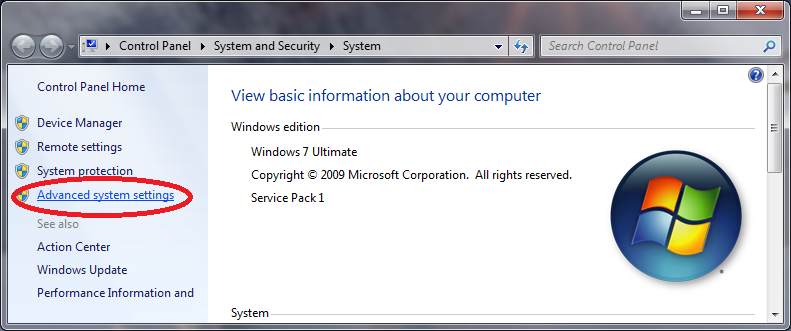 Control Panel System and Security System Search Control Panel
Control Panel Home
Device Manager
Remote settings
System protection
Advanced system settings
See also
Action Center
Windows Update
Performance Information and
View basic information about your computer
Windows edition
Windows 7 Ultimate
Copyright © 2009 Microsoft Corporation. All rights reserved.
Service Pack 1
System